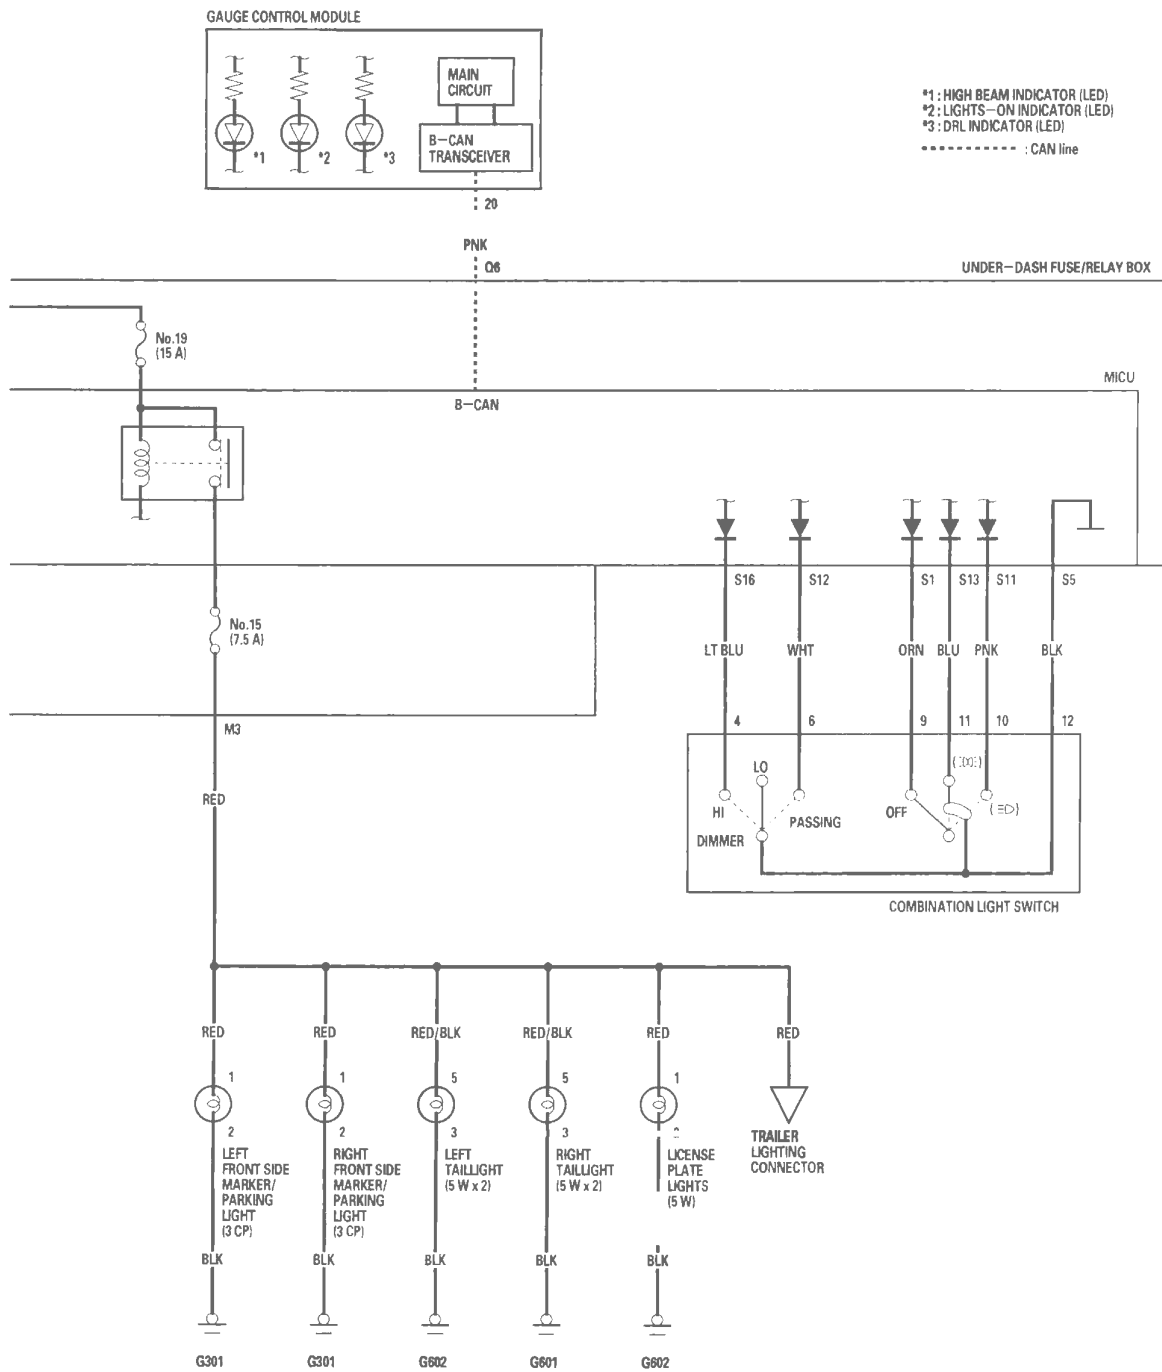 GAUGE CONTROL MODULE
MAIN
CIRCUIT
B-CAN
TRANSCEIVER
*1
*2
*3
*1 : HIGH BEAM INDICATOR (LED)
*2 : LIGHTS-ON INDICATOR (LED)
*3 : DRL INDICATOR (LED)
: CAN line
20
PNK
Q6
UNDER-DASH FUSE/RELAY BOX
No.19
(15 A)
MICU
B-CAN
S16
S12
S1
S13
S11
S5
No.15
(7.5 A)
LT BLU
WHT
ORN
BLU
PNK
BLK
M3
4
6
9
11
10
12
RED
LO
HI
PASSING
OFF
DIMMER
COMBINATION LIGHT SWITCH
RED
RED
RED/BLK
RED/BLK
RED
RED
1
1
5
5
1
2
2
3
3
LEFT
FRONT SIDE
MARKER/
PARKING
LIGHT
(3 CP)
RIGHT
FRONT SIDE
MARKER/
PARKING
LIGHT
(3 CP)
LEFT
TAILLIGHT
(5 W x 2)
RIGHT
TAILLIGHT
(5 W x 2)
LICENSE
PLATE
LIGHTS
(5 W)
TRAILER
LIGHTING
CONNECTOR
BLK
BLK
BLK
BLK
BLK
G301
G301
G602
G601
G602